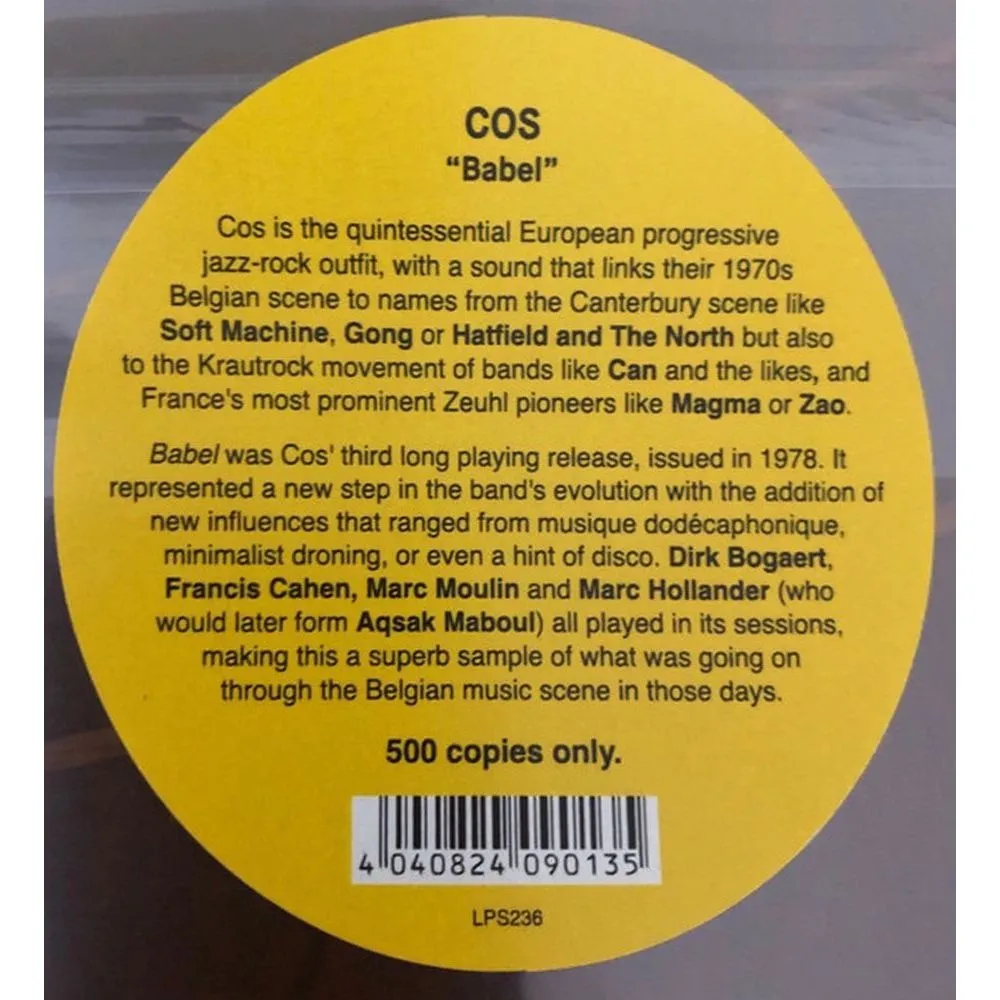 COS
“Babel”
Cos is the quintessential European progressive
jazz-rock outfit, with a sound that links their 1970s
Belgian scene to names from the Canterbury scene like
Soft Machine, Gong or Hatfield and The North but also
to the Krautrock movement of bands like Can and the likes, and
France's most prominent Zeuhl pioneers like Magma or Zao.
Babel was Cos' third long playing release, issued in 1978. It
represented a new step in the band's evolution with the addition of
new influences that ranged from musique dodécaphonique,
minimalist droning, or even a hint of disco. Dirk Bogaert,
Francis Cahen, Marc Moulin and Marc Hollander (who
would later form Aqsak Maboul) all played in its sessions,
making this a superb sample of what was going on
through the Belgian music scene in those days.
500 copies only.
4 040824 090135
LPS236